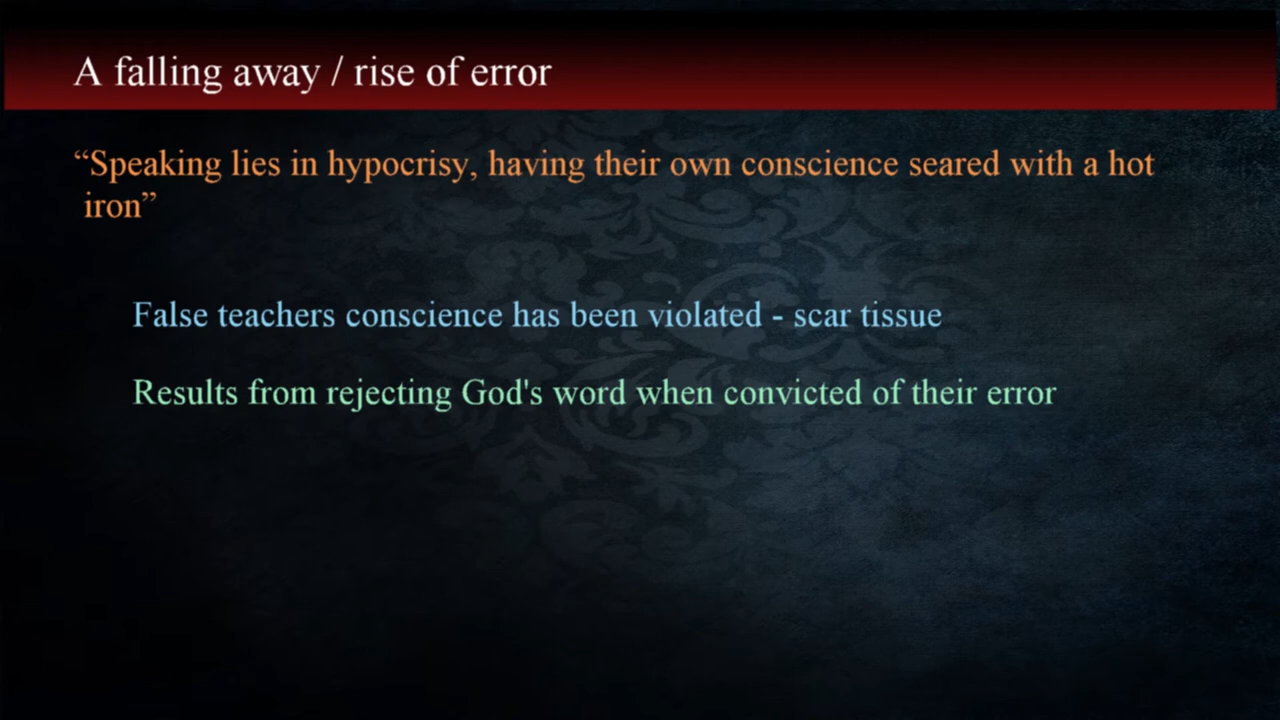 A falling away / rise of error
“Speaking lies in hypocrisy, having their own conscience seared with a hot
iron”
False teachers conscience has been violated - scar tissue
Results from rejecting God's word when convicted of their error